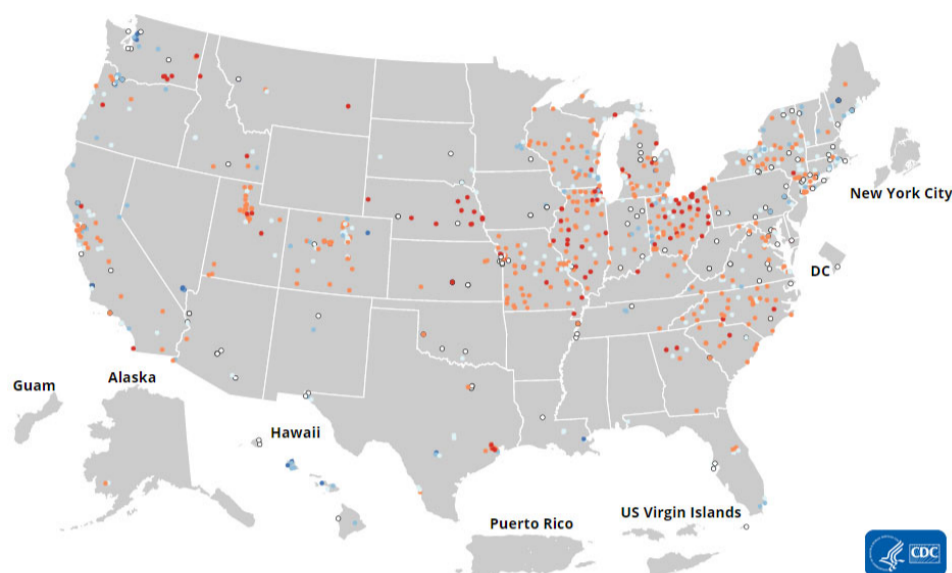 New York City
DC
Guam
Alaska
Hawaii
Puerto Rico
US Virgin Islands
CDC